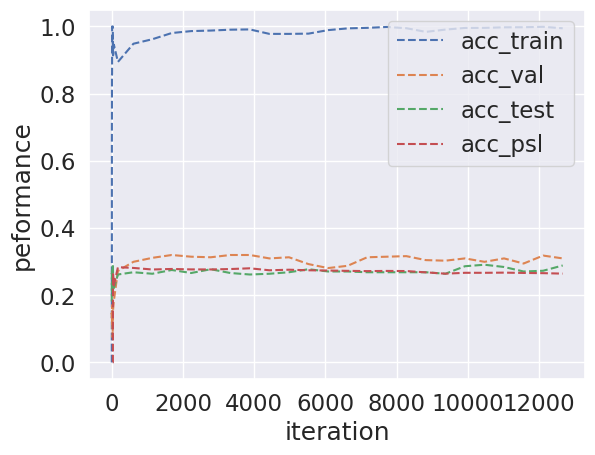 1.0
0.8
0.6
0.4
0.2
0.0
peformance
acc_train
acc_val
acc_test
acc_psl
0 2000 4000 6000 8000 10000 12000
iteration